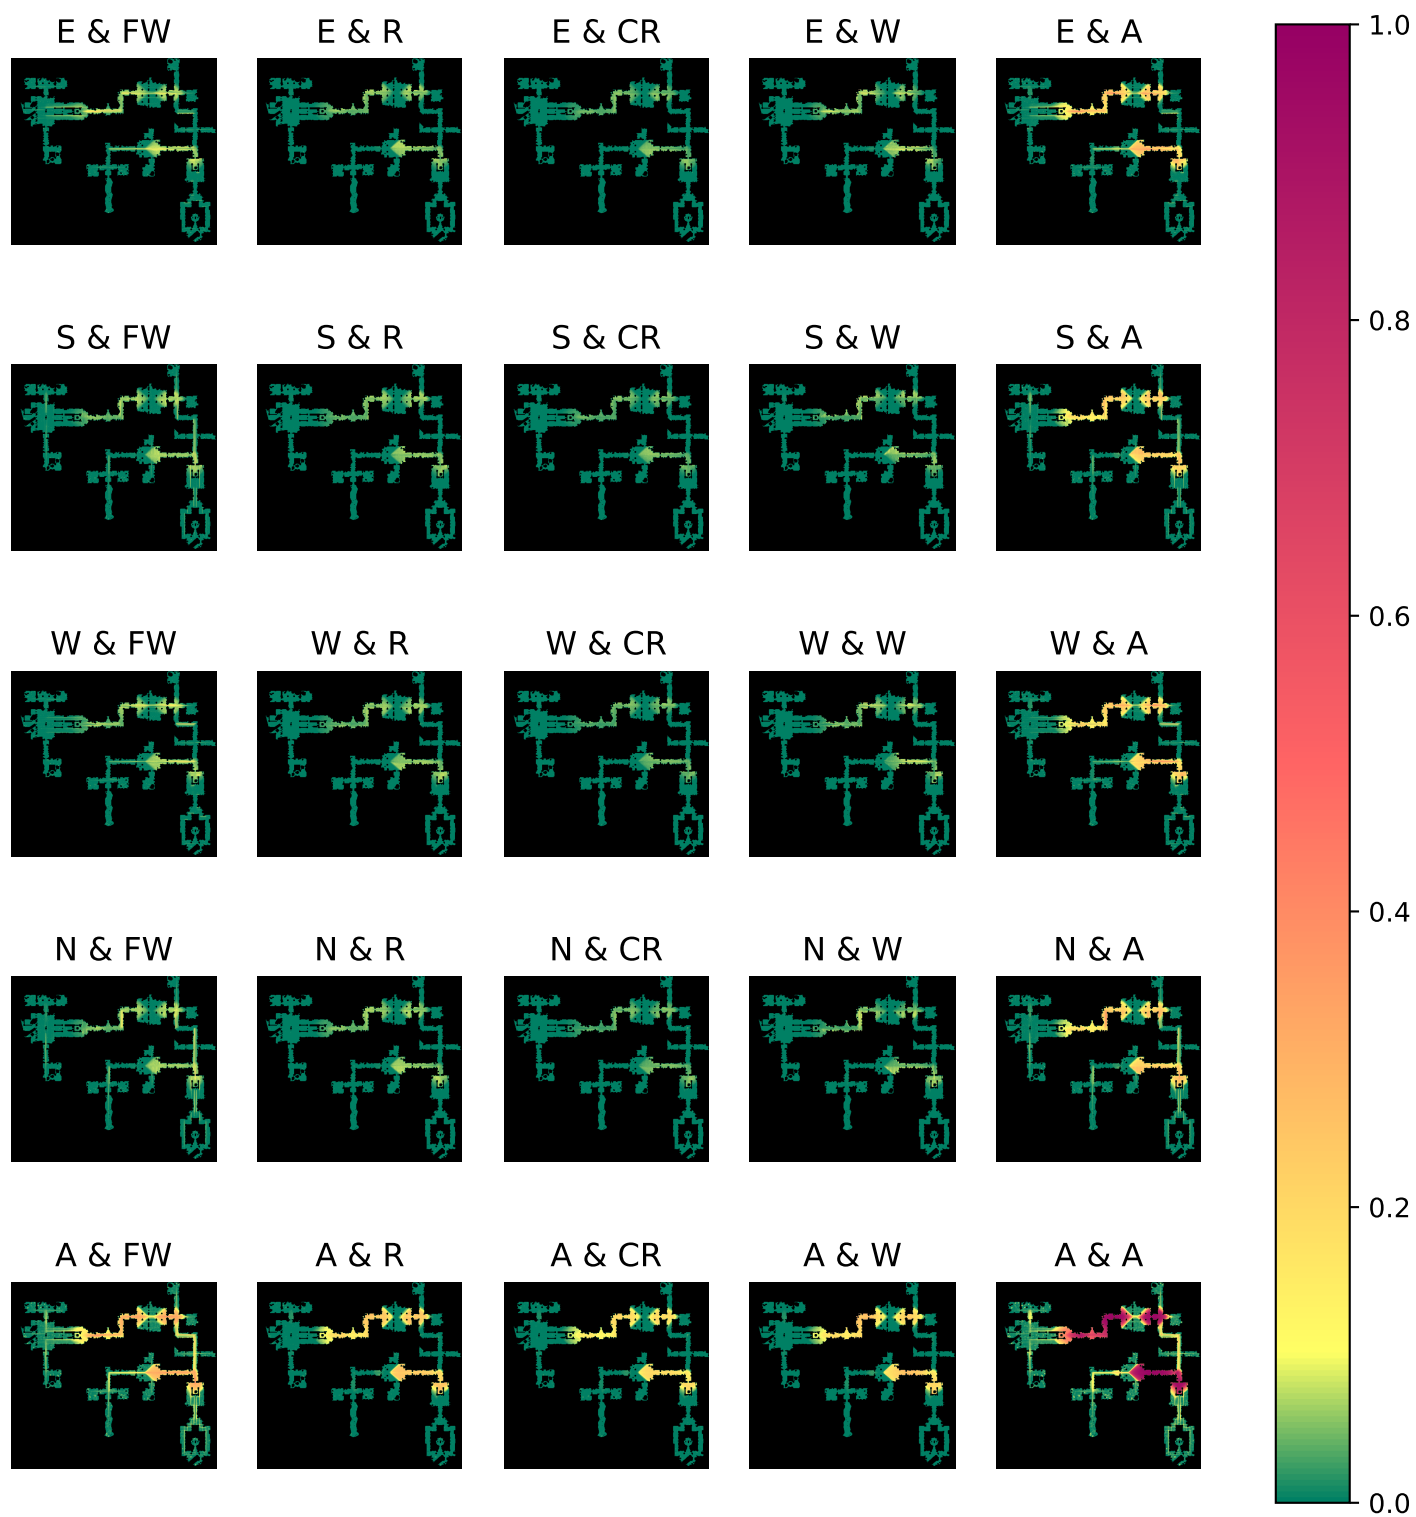 E & FW E & R E & CR E & W E & A
S & FW S & R S & CR S & W S & A
W & FW W & R W & CR W & W W & A
N & FW N & R N & CR N & W N & A
A & FW A & R A & CR A & W A & A
1.0
0.8
0.6
0.4
0.2
0.0